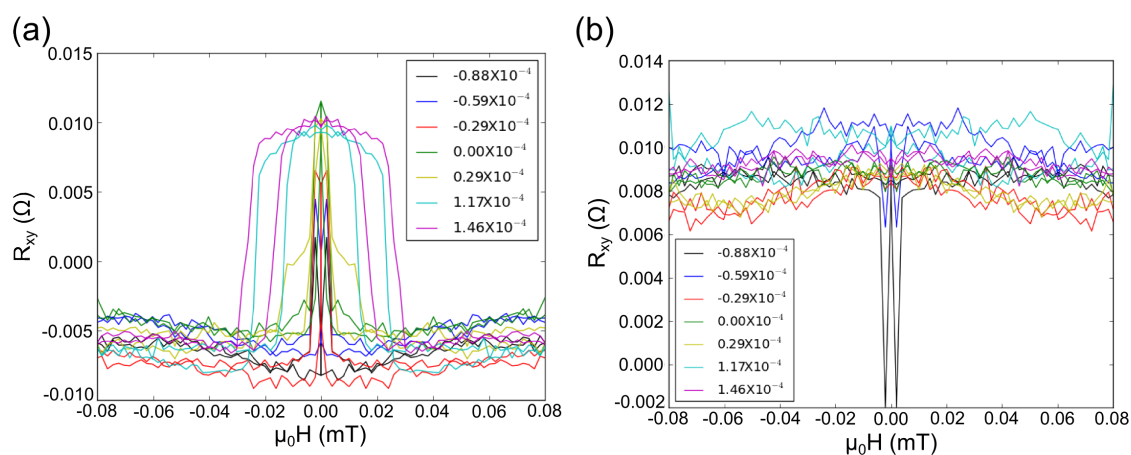 (a)
0.015
0.010
0.005
0.000
-0.005
-0.010
Rxy (Ω)
-0.08 -0.06 -0.04 -0.02 0.00 0.02 0.04 0.06 0.08
μ0H (mT)
-0.88X10⁻⁴
-0.59X10⁻⁴
-0.29X10⁻⁴
0.00X10⁻⁴
0.29X10⁻⁴
1.17X10⁻⁴
1.46X10⁻⁴
(b)
0.014
0.012
0.010
0.008
0.006
0.004
0.002
0.000
-0.002
Rxy (Ω)
-0.08 -0.06 -0.04 -0.02 0.00 0.02 0.04 0.06 0.08
μ0H (mT)
-0.88X10⁻⁴
-0.59X10⁻⁴
-0.29X10⁻⁴
0.00X10⁻⁴
0.29X10⁻⁴
1.17X10⁻⁴
1.46X10⁻⁴